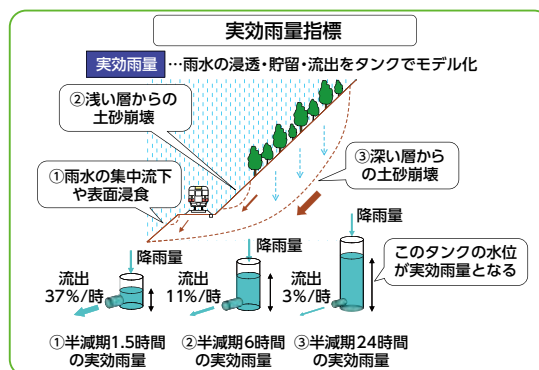 実効雨量指標
実効雨量 …雨水の浸透・貯留・流出をタンクでモデル化
②浅い層からの
土砂崩壊
①雨水の集中流下
や表面浸食
③深い層から
の土砂崩壊
降雨量
流出
37%/時
降雨量
流出
11%/時
降雨量
流出
3%/時
このタンクの水位
が実効雨量となる
①半減期1.5時間
の実効雨量
②半減期6時間
の実効雨量
③半減期24時間
の実効雨量